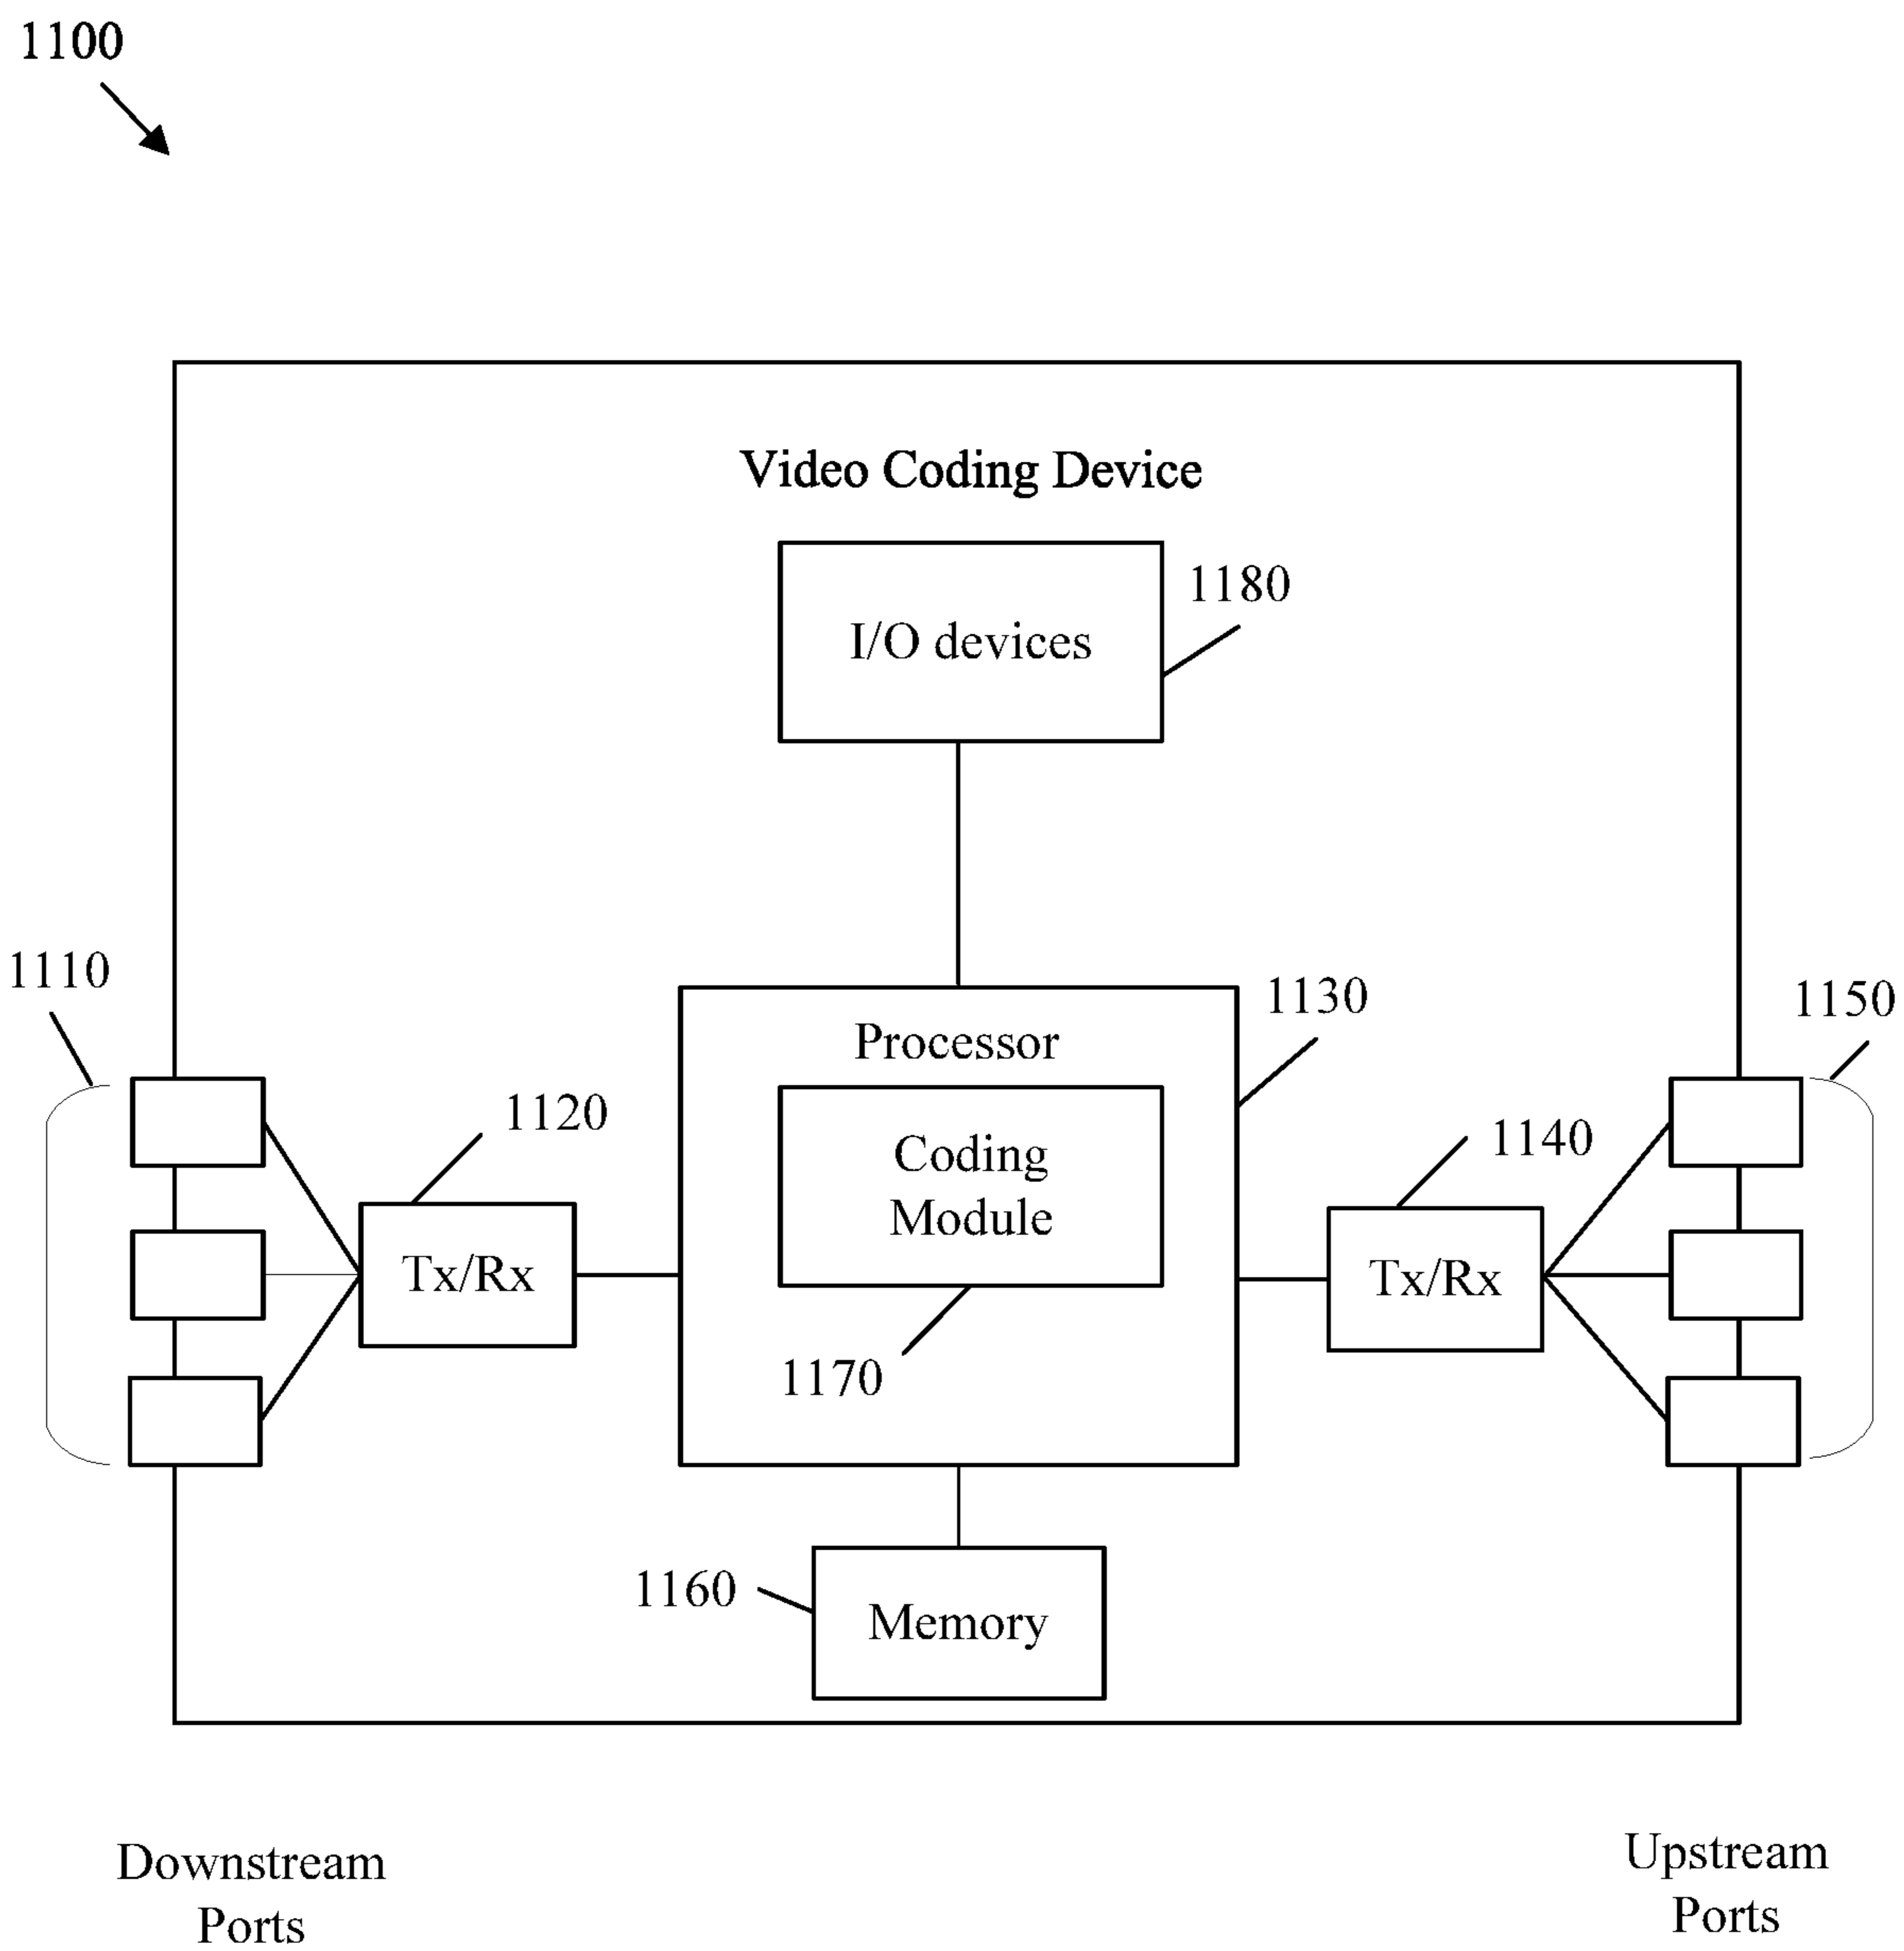 1100
Video Coding Device
I/O devices
1180
1110
1130
1150
Processor
1120
1140
Coding
Module
Tx/Rx
Tx/Rx
1170
1160
Memory
Downstream
Ports
Upstream
Ports